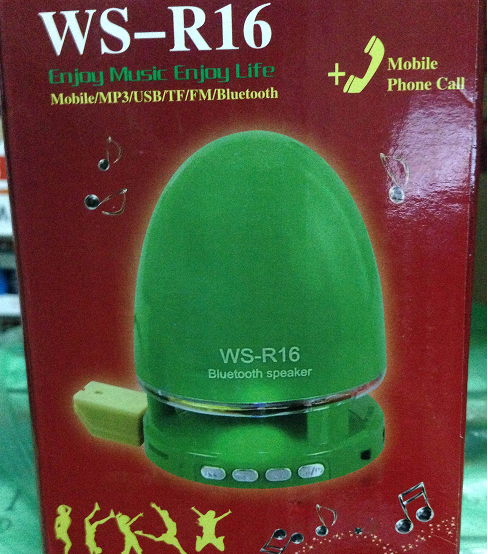 WS-R16
Enjoy Music Enjoy Life
Mobile/MP3/USB/TF/FM/Bluetooth
+ Mobile
Phone Call
WS-R16
Bluetooth speaker